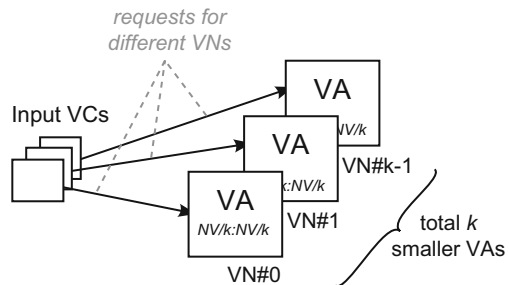 requests for
different VNs
Input VCs
VA
NV/k
VN#k-1
VA
k:NV/k
VN#1
VA
NV/k:NV/k
VN#0
total k
smaller VAs